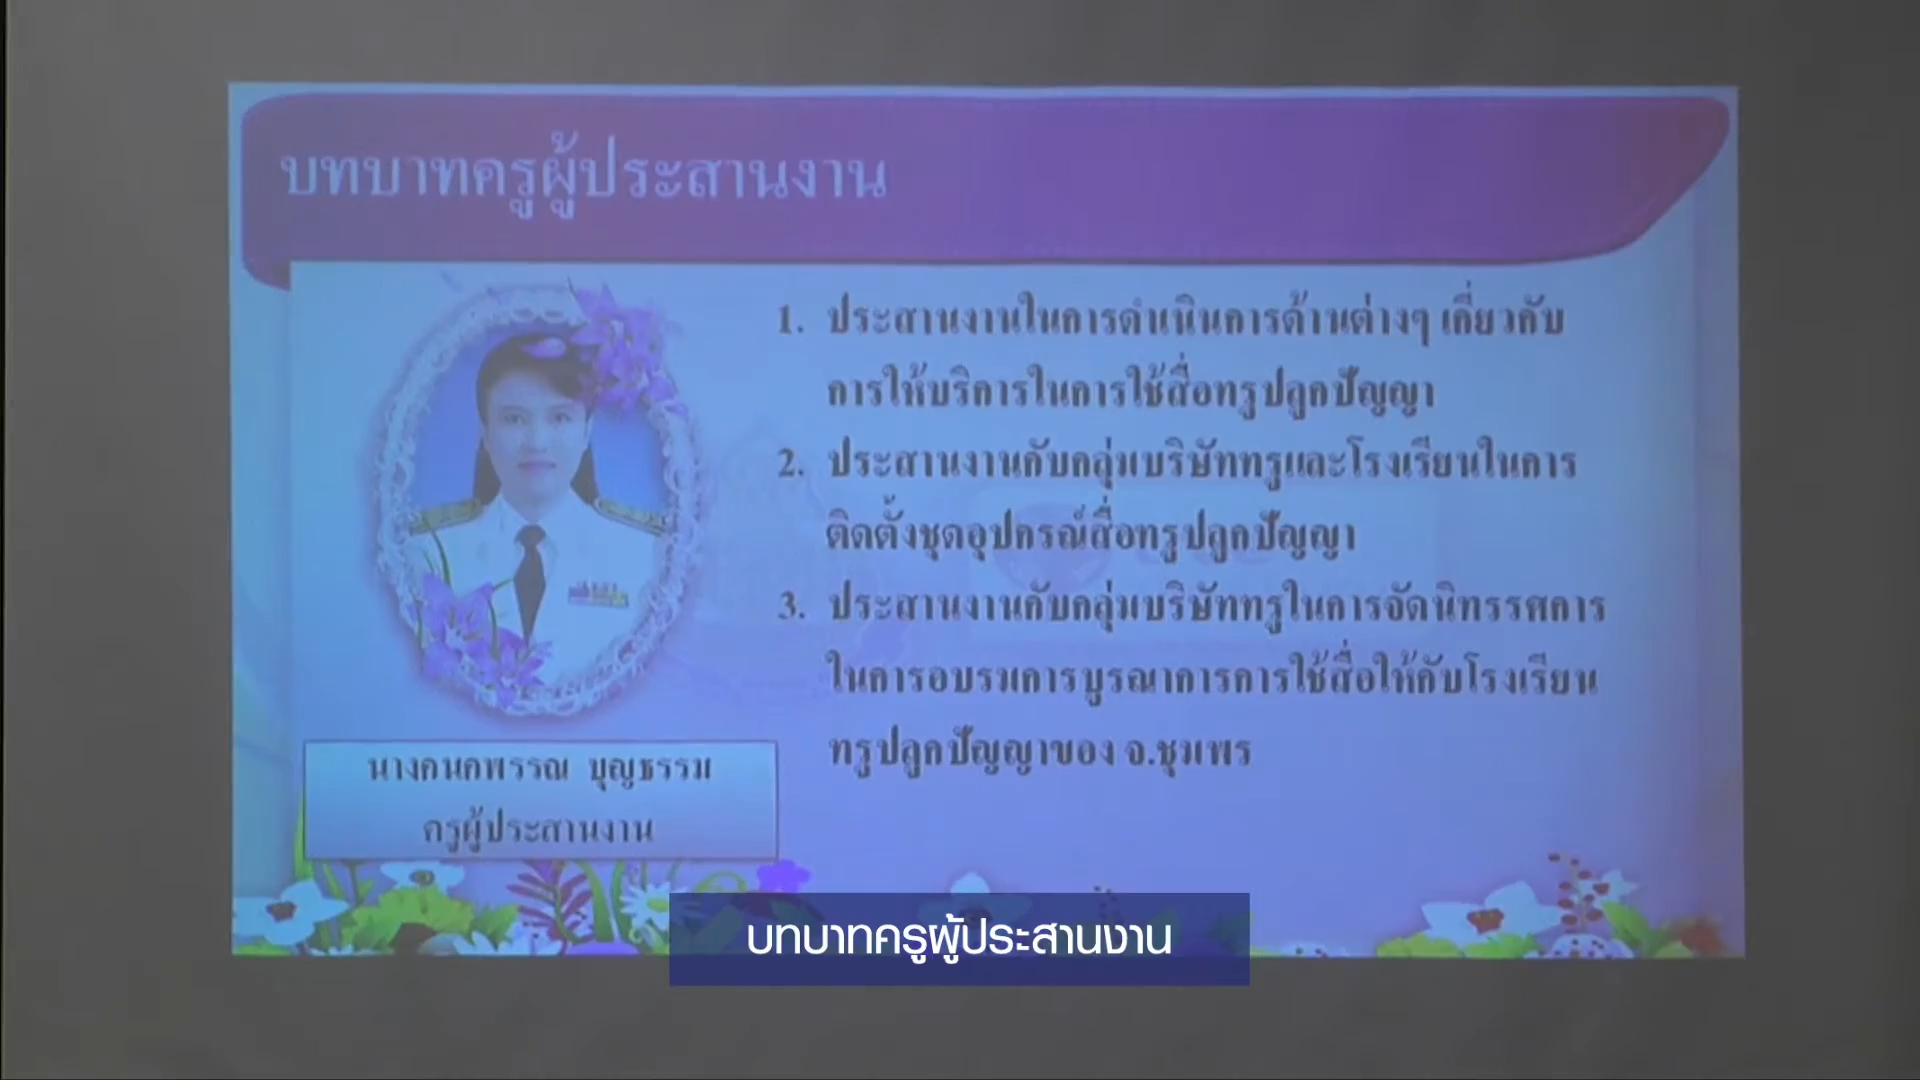 บทบาทครูผู้ประสานงาน
1. ประสานงานในการดำเนินการด้านต่างๆ เกี่ยวกับ
การให้บริการในการใช้สื่อทรูปลูกปัญญา
2. ประสานงานกับกลุ่มบริษัททรูและโรงเรียนในการ
ติดตั้งชุดอุปกรณ์สื่อทรูปลูกปัญญา
3. ประสานงานกับกลุ่มบริษัททรูในการจัดนิทรรศการ
ในการอบรมการบูรณาการการใช้สื่อให้กับโรงเรียน
ทรูปลูกปัญญาของ จ.ชุมพร
นางคนคพรรณ บุญธรรม
ครูผู้ประสานงาน
บทบาทครูผู้ประสานงาน